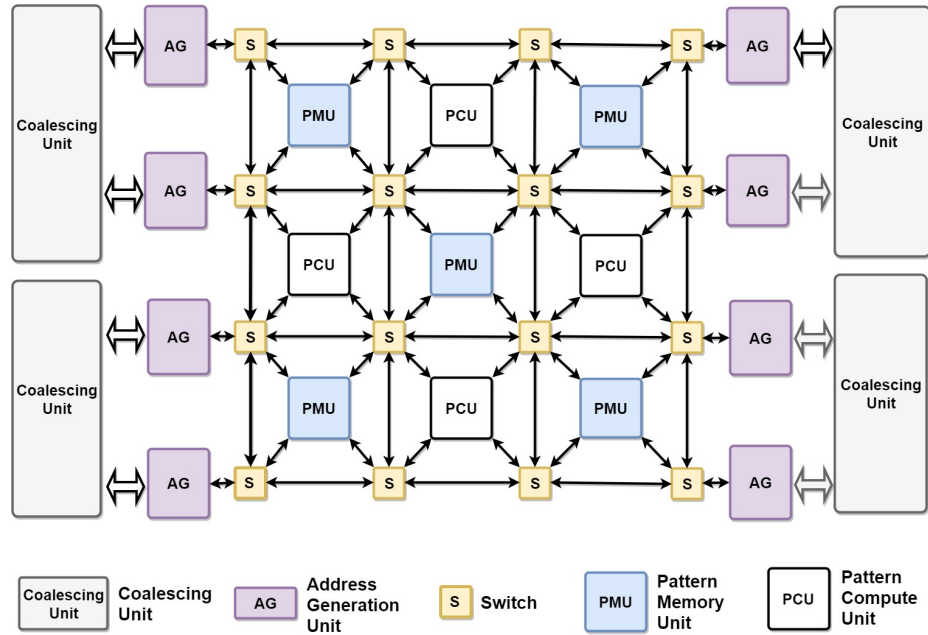 AG S S S S AG
Coalescing
Unit
PMU PCU PMU
Coalescing
Unit
AG S S S S AG
PCU PMU PCU
AG S S S S AG
Coalescing
Unit
PMU PCU PMU
Coalescing
Unit
AG S S S S AG
Coalescing
Unit
Coalescing
Unit
AG
Address
Generation
Unit
S
Switch
PMU
Pattern
Memory
Unit
PCU
Pattern
Compute
Unit